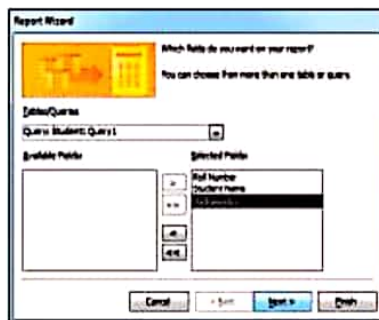 Report Wizard
Which fields do you want on your report?
You can choose from more than one table or query.
Tables/Queries
Query: Student Query1
Available Fields:
Selected Fields:
>
>>
<
<<
Roll Number
Student Name
Cancel
< Back
Next >
Finish